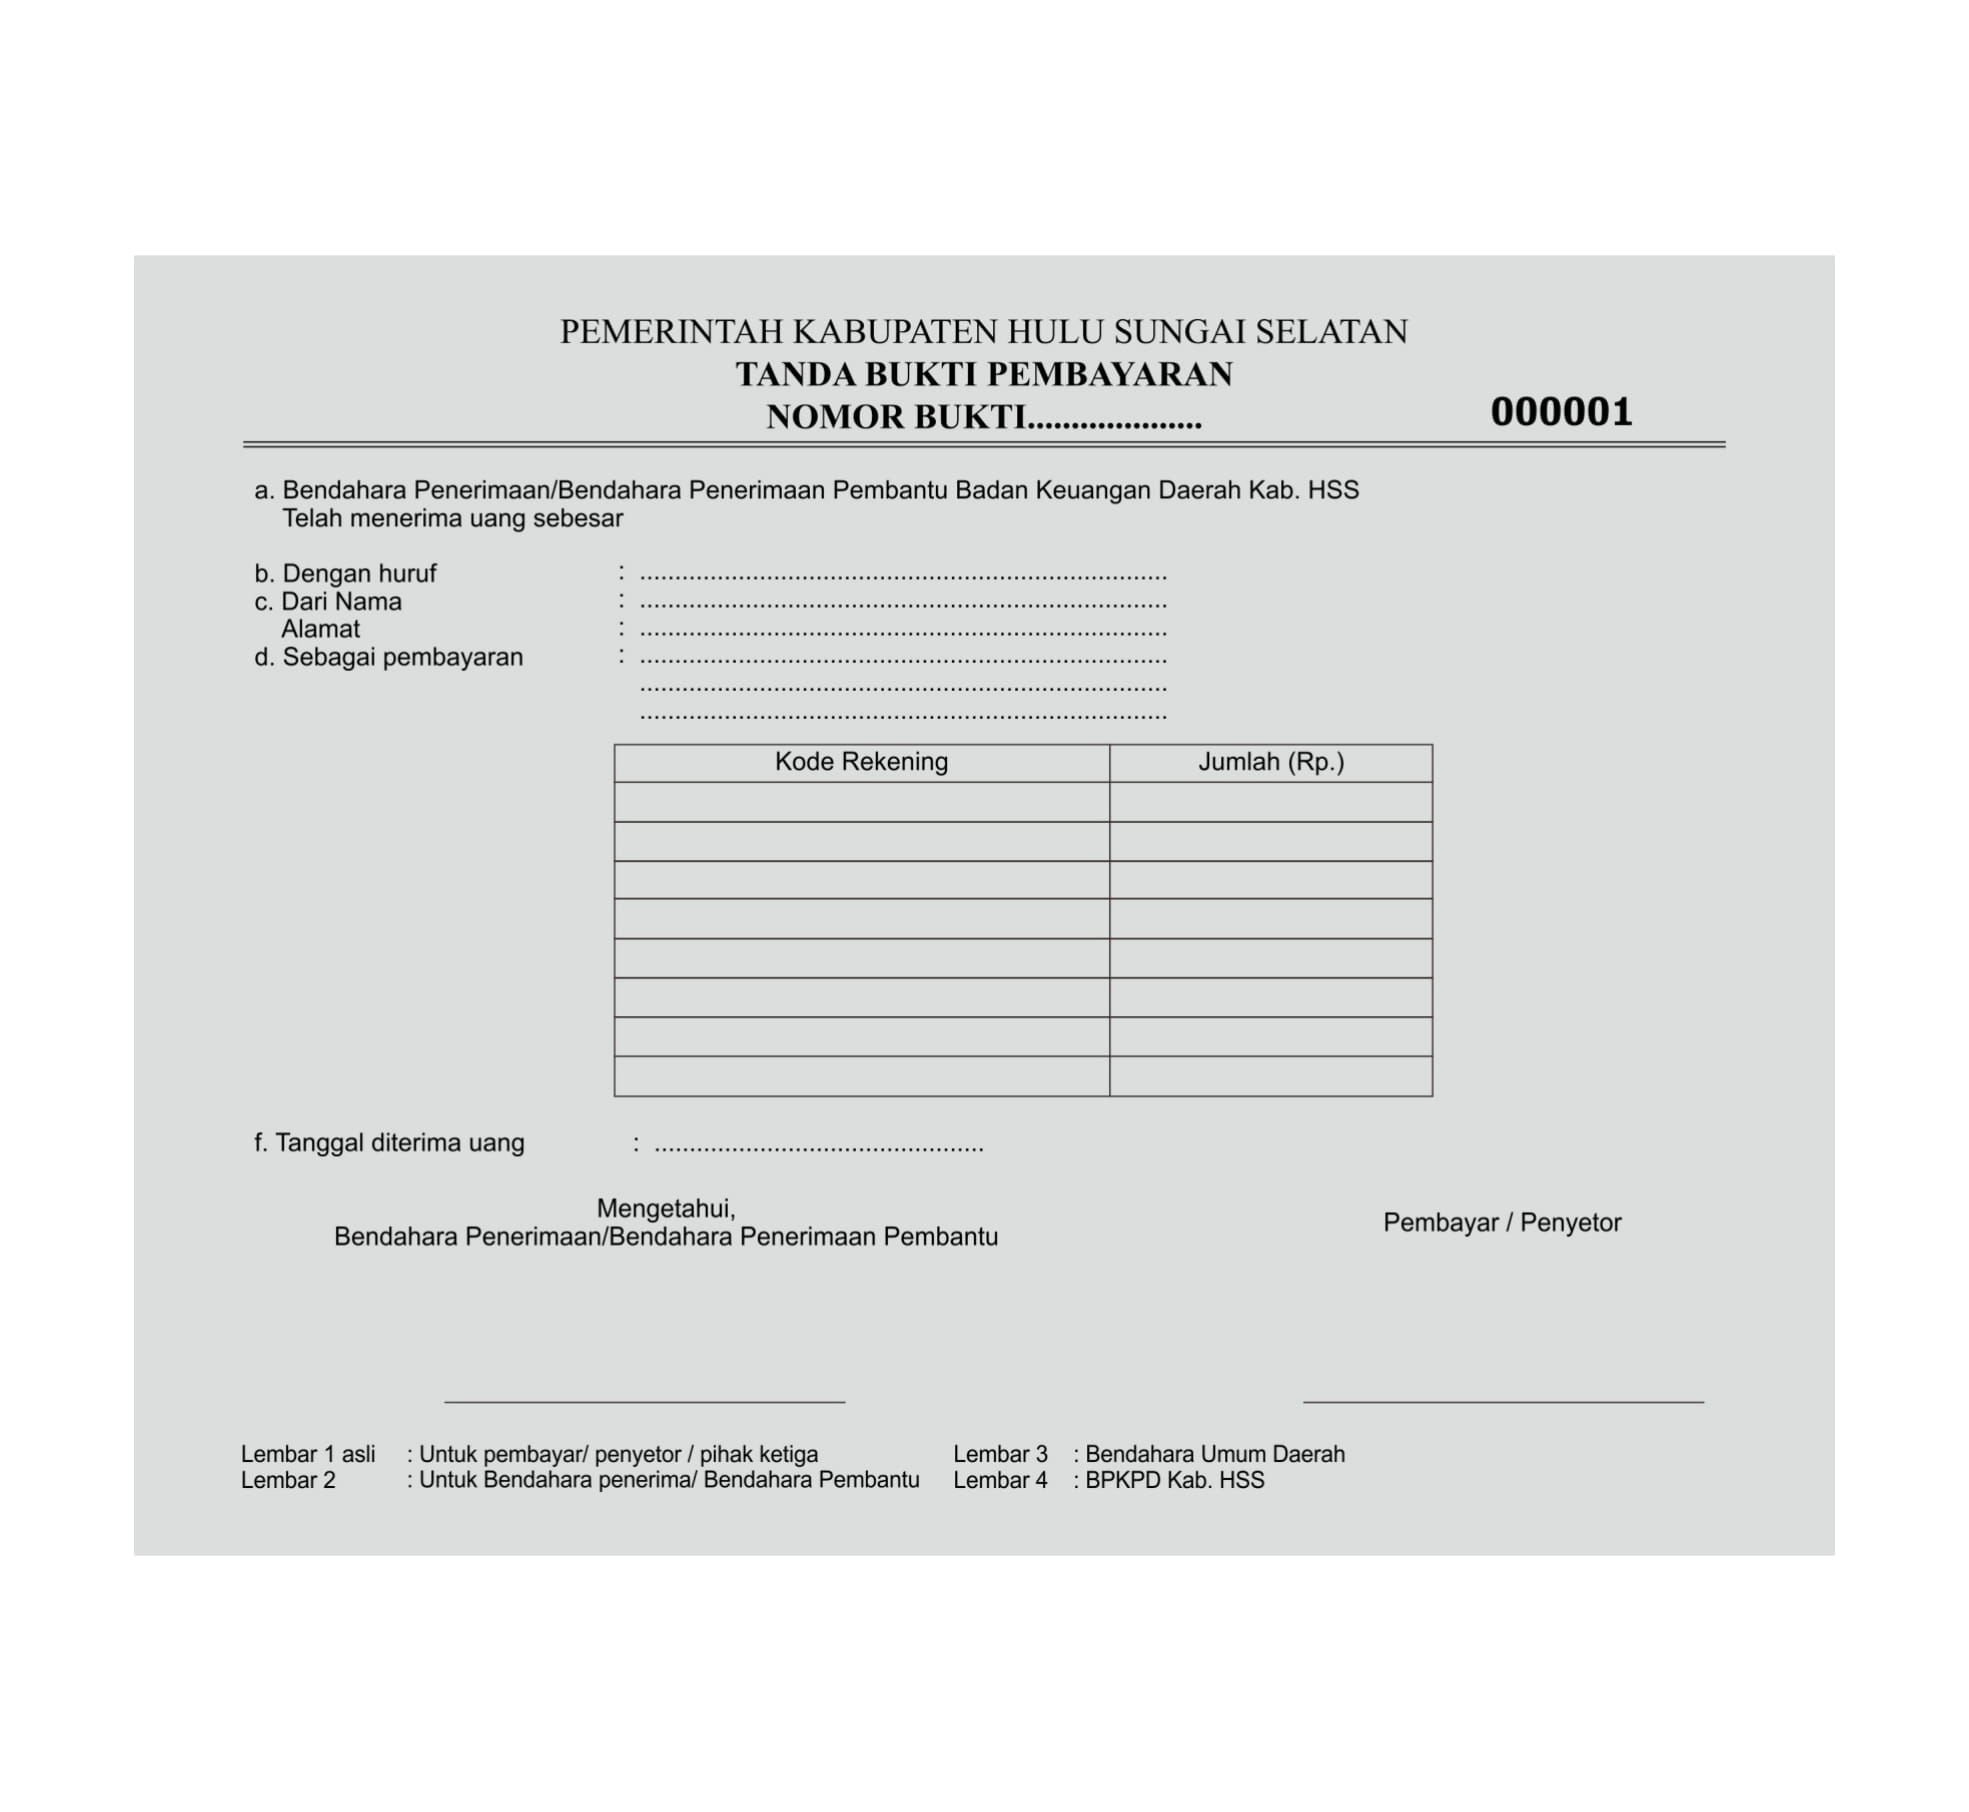 PEMERINTAH KABUPATEN HULU SUNGAI SELATAN
TANDA BUKTI PEMBAYARAN
NOMOR BUKTI....................
000001
a. Bendahara Penerimaan/Bendahara Penerimaan Pembantu Badan Keuangan Daerah Kab. HSS
Telah menerima uang sebesar
b. Dengan huruf : ...........................................................................
c. Dari Nama : ...........................................................................
Alamat : ...........................................................................
d. Sebagai pembayaran : ...........................................................................
...........................................................................
...........................................................................
Kode Rekening Jumlah (Rp.)
f. Tanggal diterima uang : ...............................................
Mengetahui,
Bendahara Penerimaan/Bendahara Penerimaan Pembantu
Pembayar / Penyetor
Lembar 1 asli : Untuk pembayar/ penyetor / pihak ketiga
Lembar 2 : Untuk Bendahara penerima/ Bendahara Pembantu
Lembar 3 : Bendahara Umum Daerah
Lembar 4 : BPKPD Kab. HSS